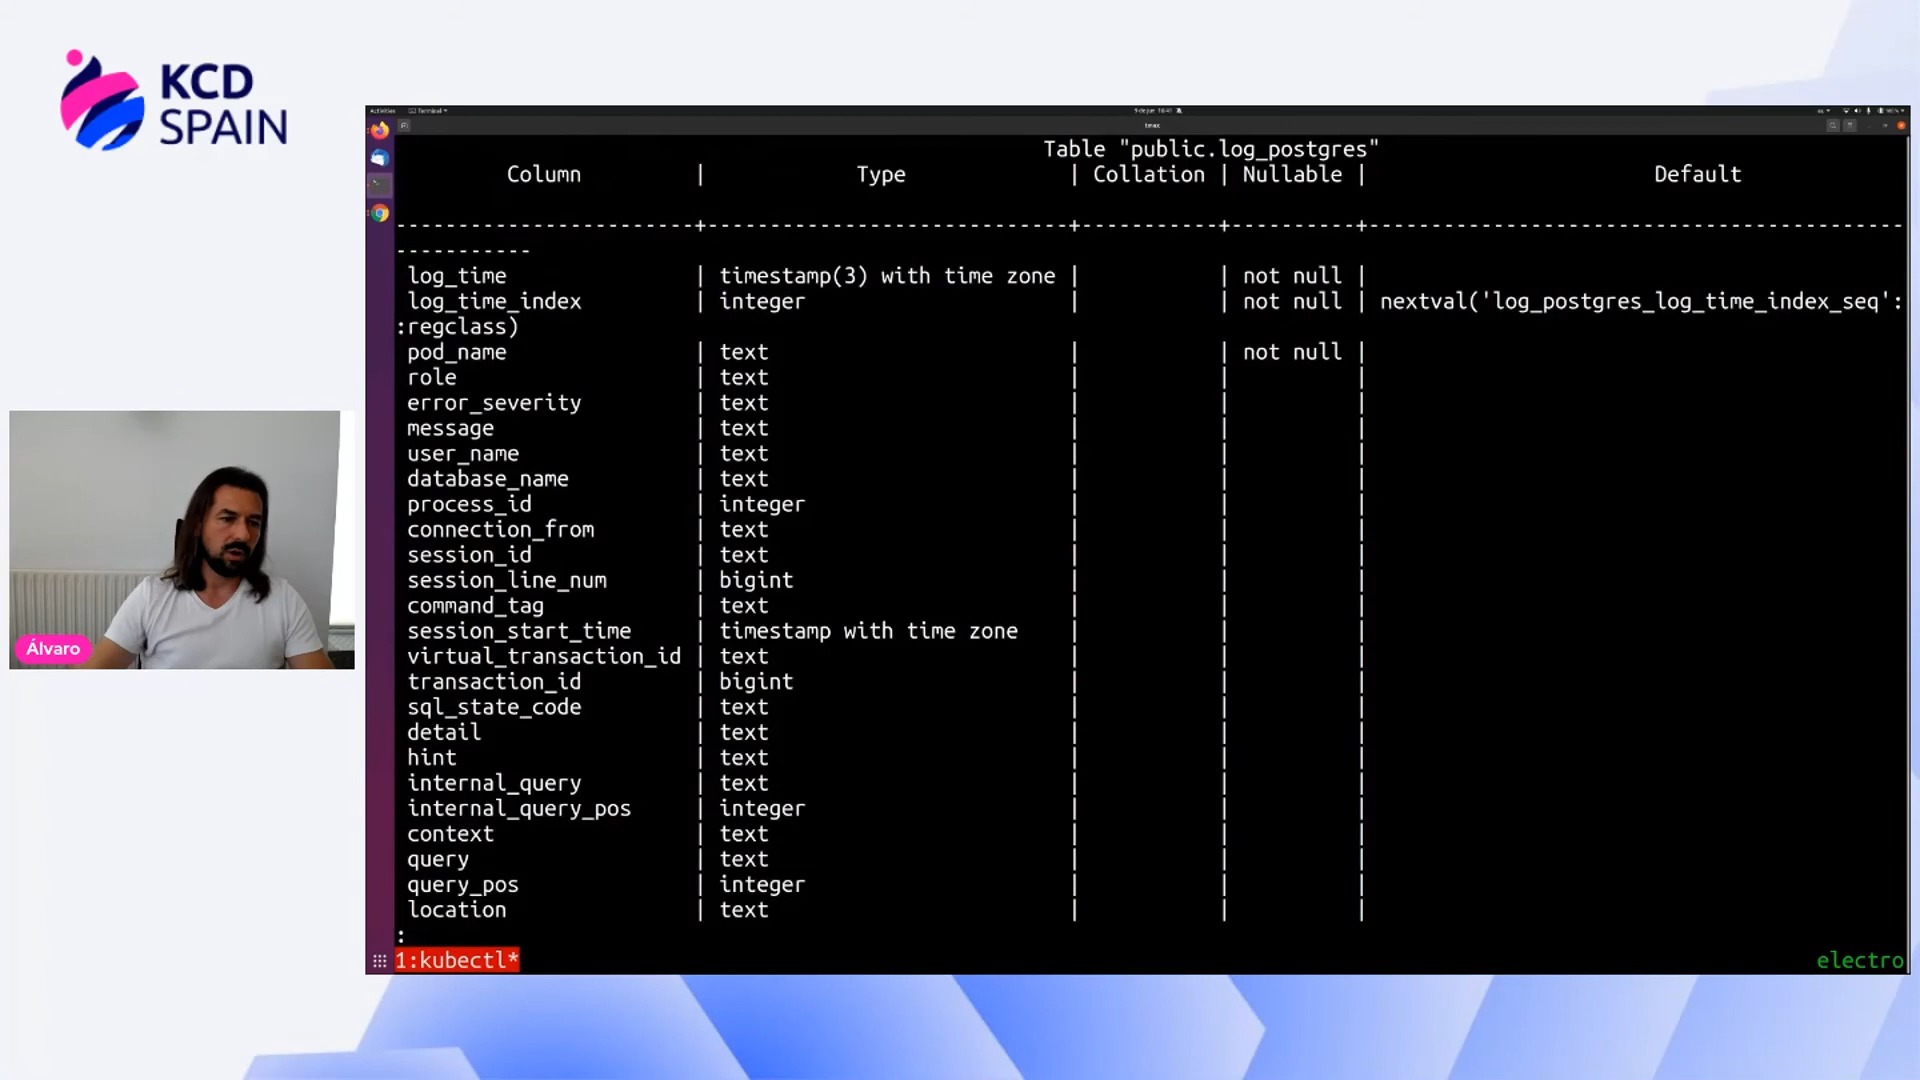 KCD
SPAIN
Activities
Terminal
tmux
Table "public.log_postgres"
Column | Type | Collation | Nullable | Default
------------------------+-----------------------------+-----------+----------+-------------------------------------------
-----------
log_time | timestamp(3) with time zone | | not null |
log_time_index | integer | | not null | nextval('log_postgres_log_time_index_seq':
:regclass)
pod_name | text | | not null |
role | text | | |
error_severity | text | | |
message | text | | |
user_name | text | | |
database_name | text | | |
process_id | integer | | |
connection_from | text | | |
session_id | text | | |
session_line_num | bigint | | |
command_tag | text | | |
session_start_time | timestamp with time zone | | |
virtual_transaction_id | text | | |
transaction_id | bigint | | |
sql_state_code | text | | |
detail | text | | |
hint | text | | |
internal_query | text | | |
internal_query_pos | integer | | |
context | text | | |
query | text | | |
query_pos | integer | | |
location | text | | |
:
1:kubectl*
electro
Álvaro